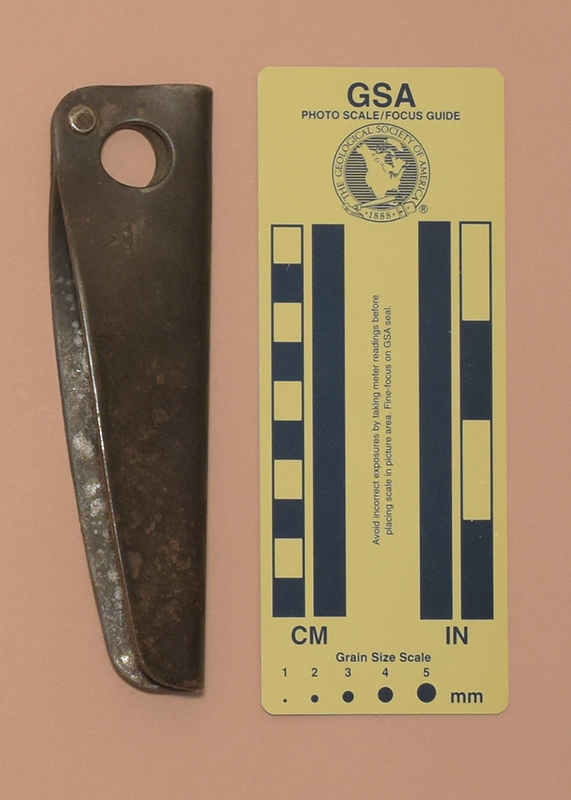 GSA
PHOTO SCALE/FOCUS GUIDE
THE GEOLOGICAL SOCIETY OF AMERICA
·1888·
®
Avoid incorrect exposures by taking meter readings before
placing scale in picture area. Fine-focus on GSA seal.
CM
IN
Grain Size Scale
1 2 3 4 5
mm